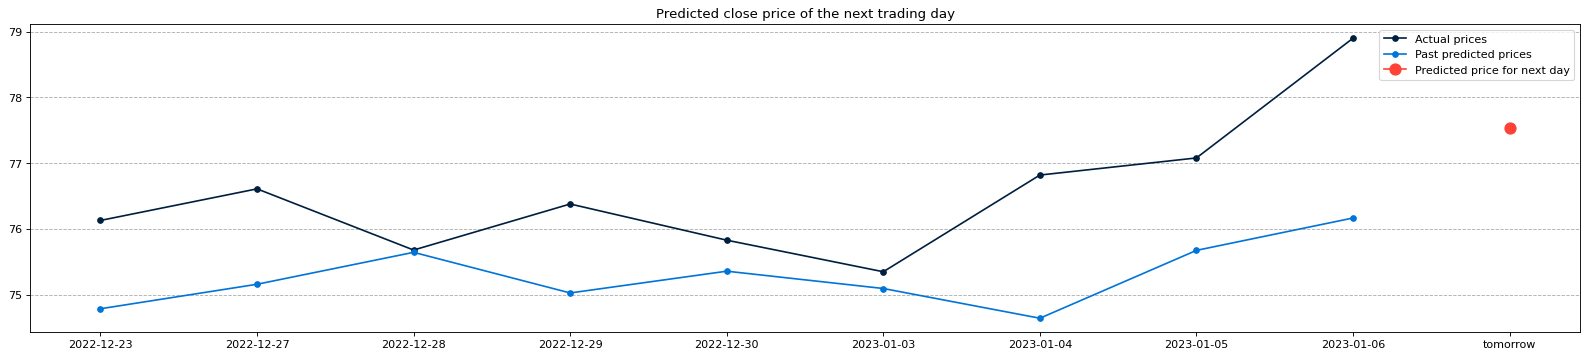 Predicted close price of the next trading day
79
78
77
76
75
Actual prices
Past predicted prices
Predicted price for next day
2022-12-23 2022-12-27 2022-12-28 2022-12-29 2022-12-30 2023-01-03 2023-01-04 2023-01-05 2023-01-06 tomorrow